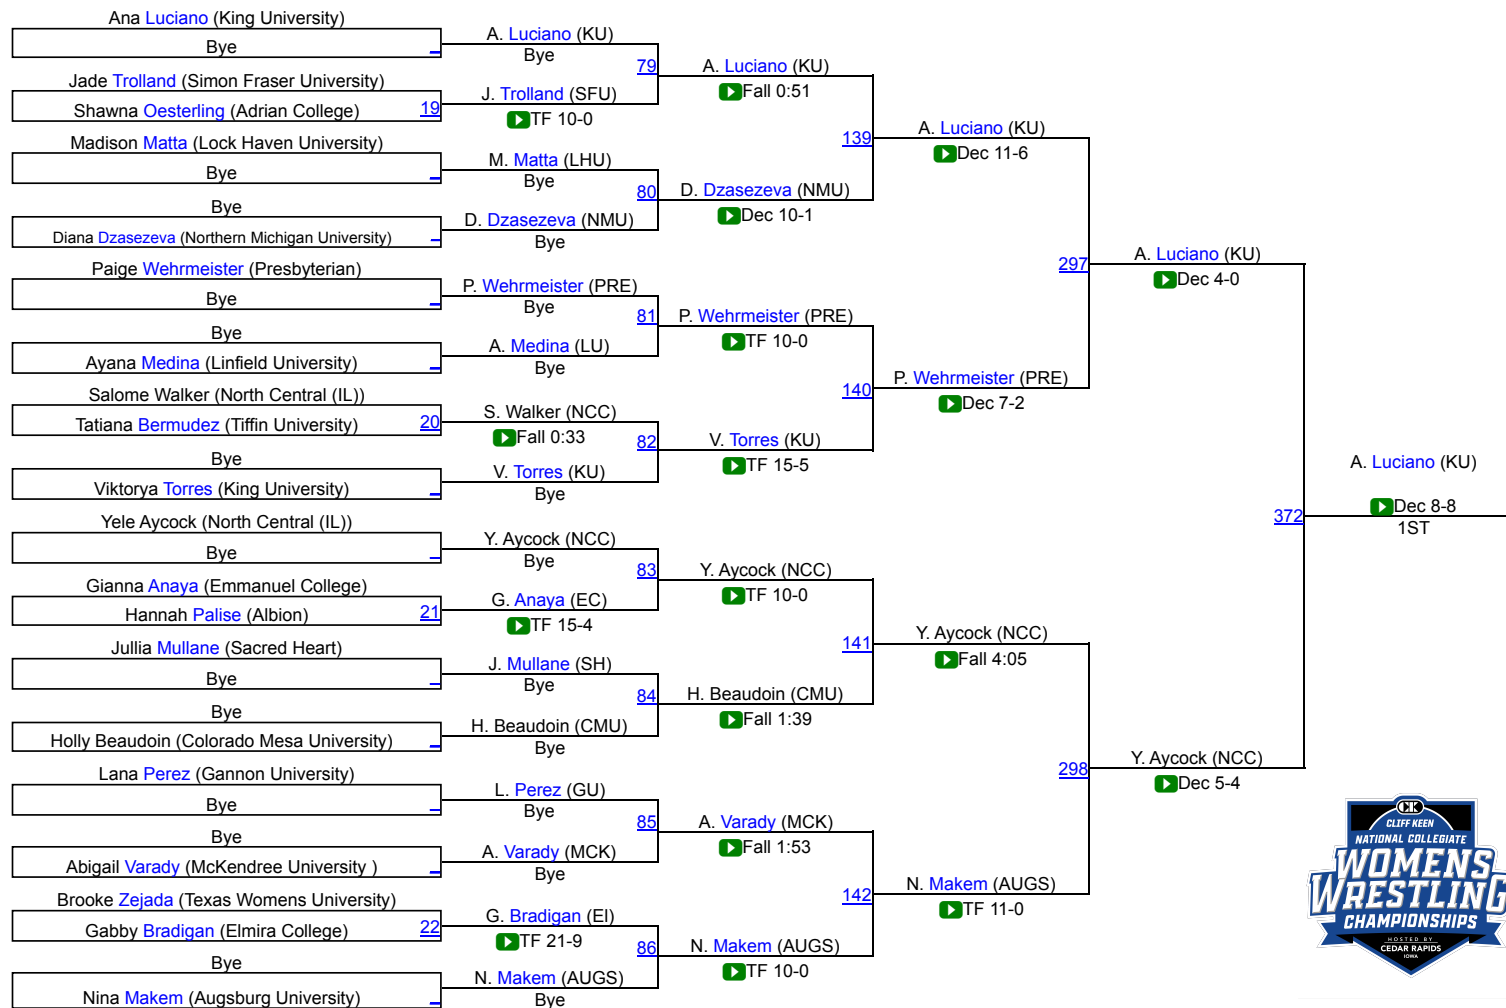 Ana Luciano (King University)
Bye
Jade Trolland (Simon Fraser University)
Shawna Oesterling (Adrian College) 19
Madison Matta (Lock Haven University)
Bye
Bye
Diana Dzasezeva (Northern Michigan University)
Paige Wehrmeister (Presbyterian)
Bye
Bye
Ayana Medina (Linfield University)
Salome Walker (North Central (IL))
Tatiana Bermudez (Tiffin University) 20
Bye
Viktorya Torres (King University)
Yele Aycock (North Central (IL))
Bye
Gianna Anaya (Emmanuel College)
Hannah Palise (Albion) 21
Jullia Mullane (Sacred Heart)
Bye
Bye
Holly Beaudoin (Colorado Mesa University)
Lana Perez (Gannon University)
Bye
Bye
Abigail Varady (McKendree University )
Brooke Zejada (Texas Womens University)
Gabby Bradigan (Elmira College) 22
Bye
Nina Makem (Augsburg University)
A. Luciano (KU)
Bye
79
J. Trolland (SFU)
TF 10-0
M. Matta (LHU)
Bye
80
D. Dzasezeva (NMU)
Bye
P. Wehrmeister (PRE)
Bye
81
A. Medina (LU)
Bye
S. Walker (NCC)
Fall 0:33
82
V. Torres (KU)
Bye
Y. Aycock (NCC)
Bye
83
G. Anaya (EC)
TF 15-4
J. Mullane (SH)
Bye
84
H. Beaudoin (CMU)
Bye
L. Perez (GU)
Bye
85
A. Varady (MCK)
Bye
G. Bradigan (El)
TF 21-9
86
N. Makem (AUGS)
Bye
A. Luciano (KU)
Fall 0:51
139
D. Dzasezeva (NMU)
Dec 10-1
P. Wehrmeister (PRE)
TF 10-0
140
V. Torres (KU)
TF 15-5
Y. Aycock (NCC)
TF 10-0
141
H. Beaudoin (CMU)
Fall 1:39
A. Varady (MCK)
Fall 1:53
142
N. Makem (AUGS)
TF 10-0
A. Luciano (KU)
Dec 11-6
297
P. Wehrmeister (PRE)
Dec 7-2
Y. Aycock (NCC)
Fall 4:05
298
N. Makem (AUGS)
TF 11-0
A. Luciano (KU)
Dec 4-0
372
Y. Aycock (NCC)
Dec 5-4
A. Luciano (KU)
Dec 8-8
1ST
CK
CLIFF KEEN
NATIONAL COLLEGIATE
WOMENS
WRESTLING
CHAMPIONSHIPS
HOSTED BY
CEDAR RAPIDS
IOWA